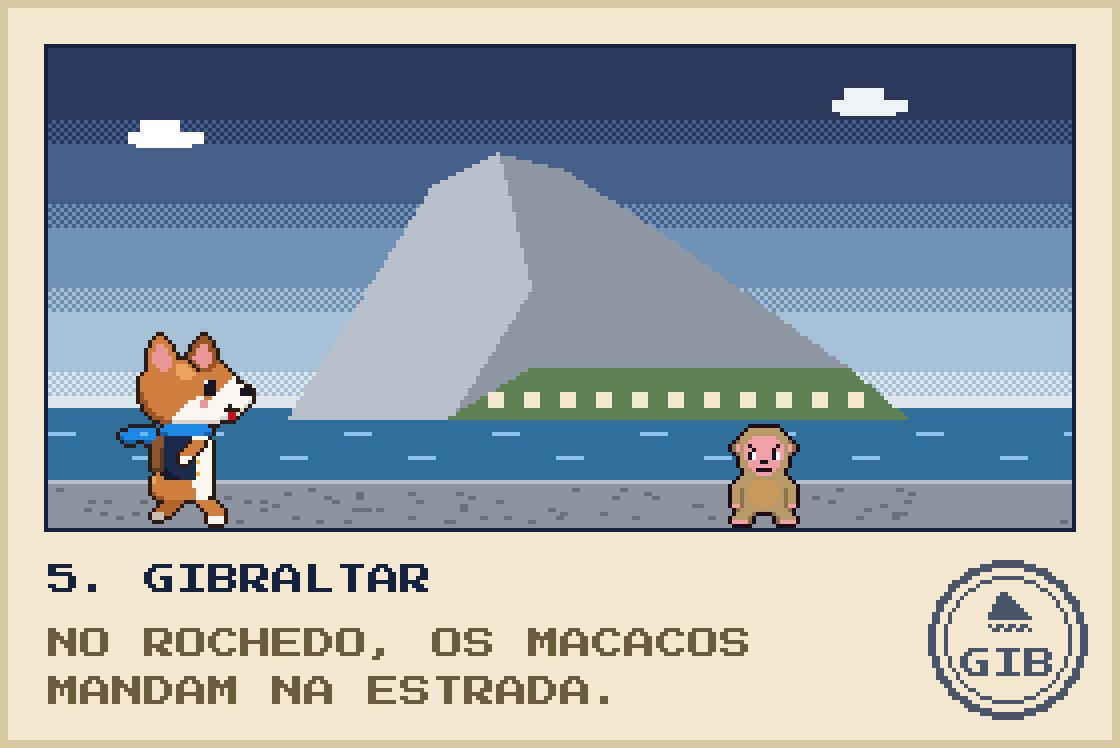 5. GIBRALTAR
NO ROCHEDO, OS MACACOS
MANDAM NA ESTRADA.
GIB